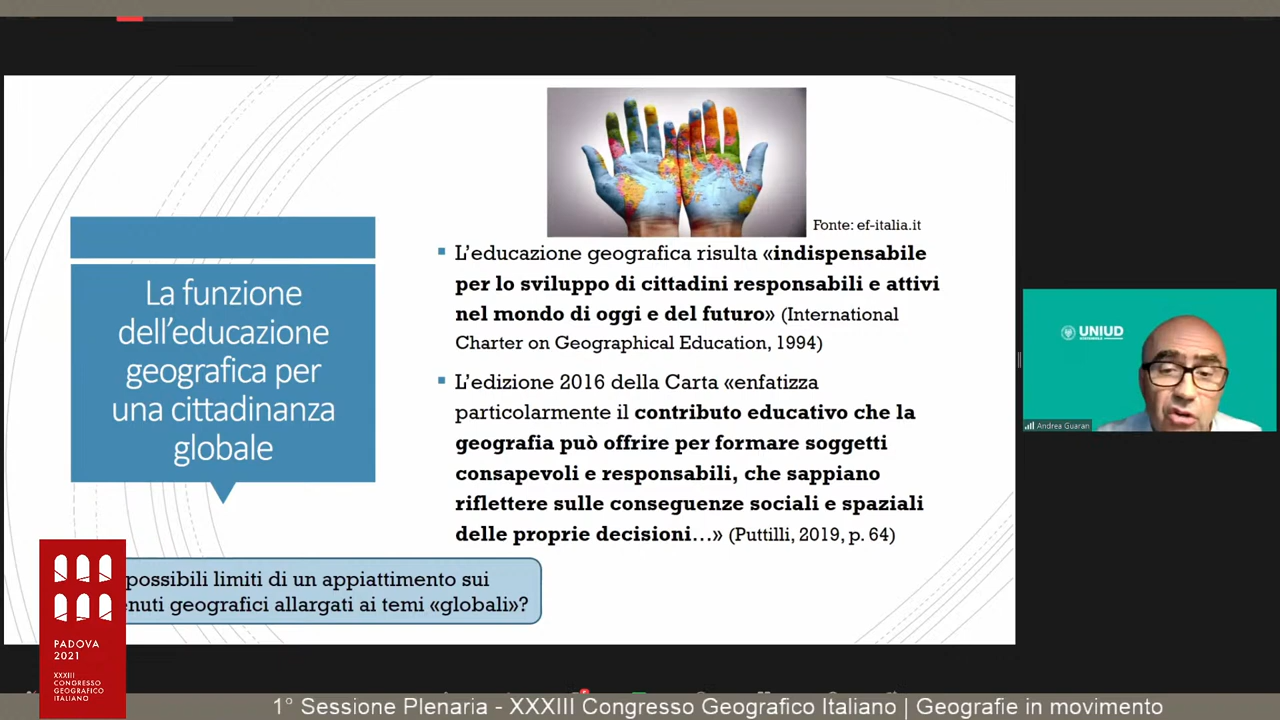 Fonte: ef-italia.it
La funzione
dell’educazione
geografica per
una cittadinanza
globale
L’educazione geografica risulta «indispensabile
per lo sviluppo di cittadini responsabili e attivi
nel mondo di oggi e del futuro» (International
Charter on Geographical Education, 1994)
L’edizione 2016 della Carta «enfatizza
particolarmente il contributo educativo che la
geografia può offrire per formare soggetti
consapevoli e responsabili, che sappiano
riflettere sulle conseguenze sociali e spaziali
delle proprie decisioni…» (Puttilli, 2019, p. 64)
possibili limiti di un appiattimento sui
geografici allargati ai temi «globali»?
UNIUD
Andrea Guaran
PADOVA
2021
XXXIII
CONGRESSO
GEOGRAFICO
ITALIANO
1° Sessione Plenaria - XXXIII Congresso Geografico Italiano | Geografie in movimento